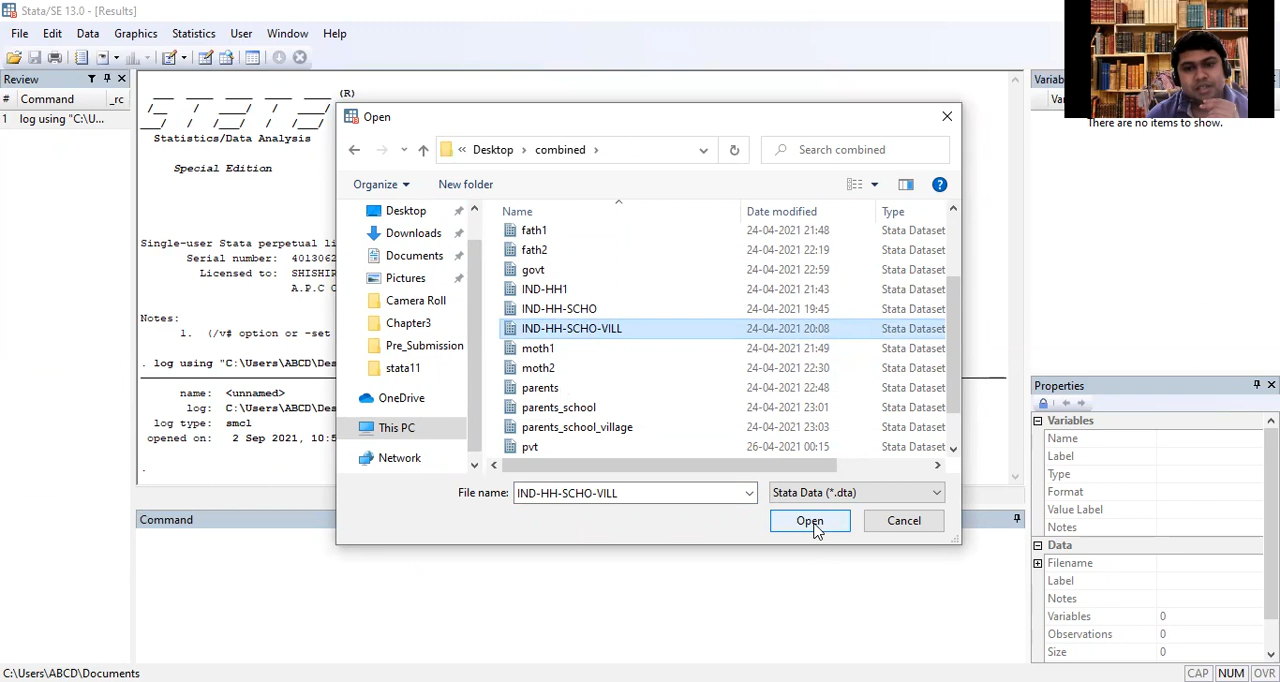 Stata/SE 13.0 - [Results]
File Edit Data Graphics Statistics User Window Help
Review
# Command _rc
1 log using "C:\U...
(R)
Statistics/Data Analysis
Special Edition
Single-user Stata perpetual li
Serial number: 4013062
Licensed to: SHISHIR
A.P.C
Notes:
1. (/v# option or -set
. log using "C:\Users\ABCD\Des
name: <unnamed>
log: C:\Users\ABCD\Des
log type: smcl
opened on: 2 Sep 2021, 10:5
.
Command
Open
« Desktop › combined ›
Search combined
Organize
New folder
Desktop
Downloads
Documents
Pictures
Camera Roll
Chapter3
Pre_Submission
stata11
OneDrive
This PC
Network
Name Date modified Type
fath1 24-04-2021 21:48 Stata Dataset
fath2 24-04-2021 22:19 Stata Dataset
govt 24-04-2021 22:59 Stata Dataset
IND-HH1 24-04-2021 21:43 Stata Dataset
IND-HH-SCHO 24-04-2021 19:45 Stata Dataset
IND-HH-SCHO-VILL 24-04-2021 20:08 Stata Dataset
moth1 24-04-2021 21:49 Stata Dataset
moth2 24-04-2021 22:30 Stata Dataset
parents 24-04-2021 22:48 Stata Dataset
parents_school 24-04-2021 23:01 Stata Dataset
parents_school_village 24-04-2021 23:03 Stata Dataset
pvt 26-04-2021 00:15 Stata Dataset
File name: IND-HH-SCHO-VILL
Stata Data (*.dta)
Open Cancel
Variab
Va
There are no items to show.
Properties
Variables
Name
Label
Type
Format
Value Label
Notes
Data
Filename
Label
Notes
Variables 0
Observations 0
Size 0
C:\Users\ABCD\Documents
CAP NUM OVR